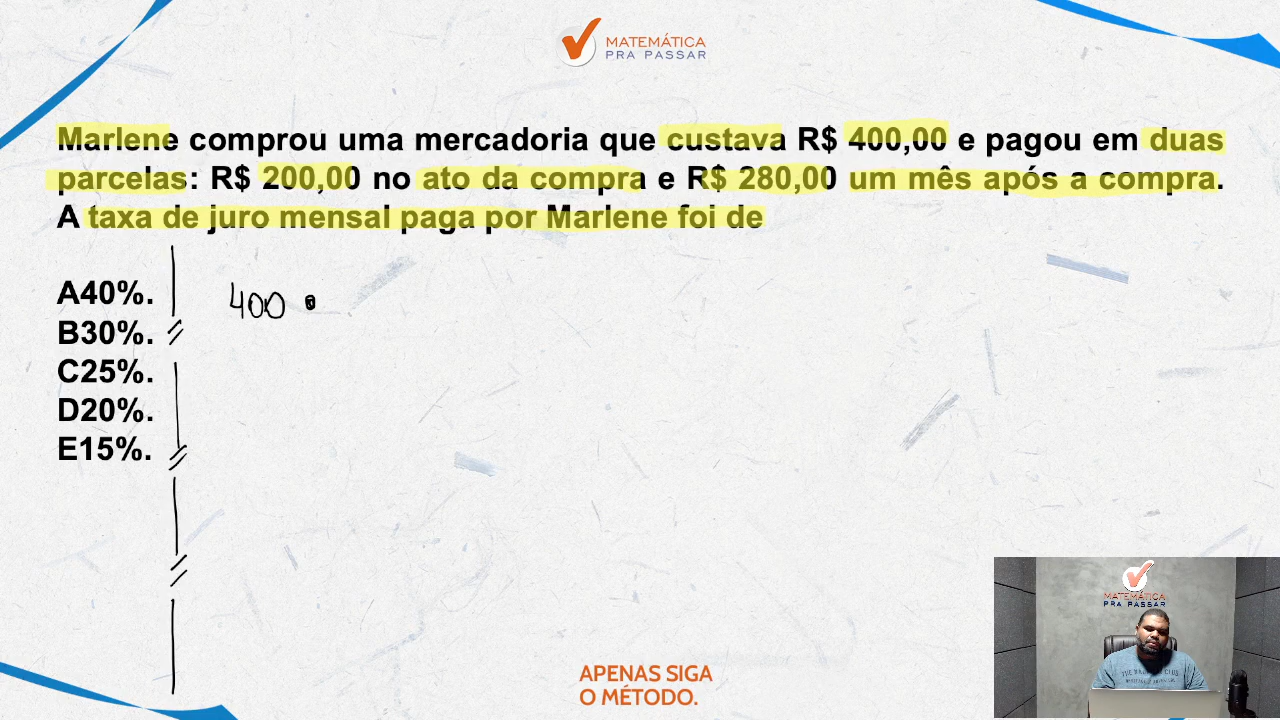 MATEMÁTICA
PRA PASSAR
Marlene comprou uma mercadoria que custava R$ 400,00 e pagou em duas
parcelas: R$ 200,00 no ato da compra e R$ 280,00 um mês após a compra.
A taxa de juro mensal paga por Marlene foi de
A40%.
B30%.
C25%.
D20%.
E15%.
400
MATEMÁTICA
PRA PASSAR
APENAS SIGA
O MÉTODO.